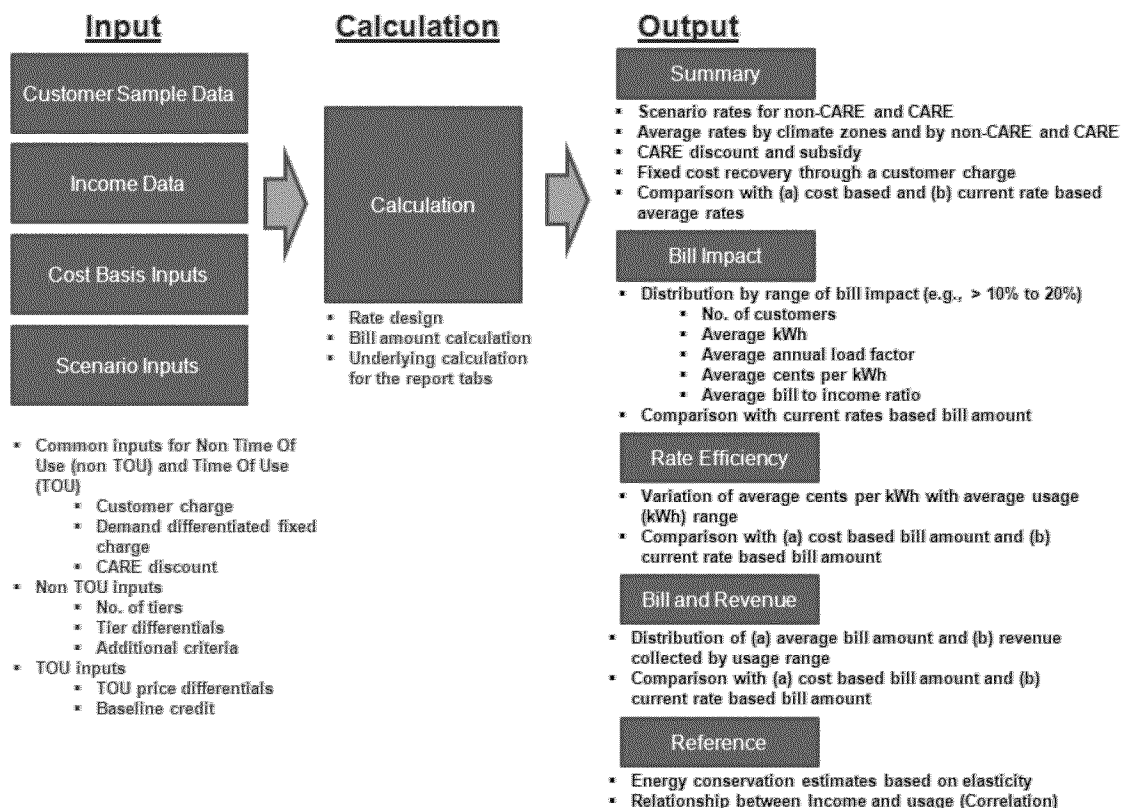 Input
Customer Sample Data
Income Data
Cost Basis Inputs
Scenario Inputs
▪ Common inputs for Non Time Of
Use (non TOU) and Time Of Use
(TOU)
▪ Customer charge
▪ Demand differentiated fixed
charge
▪ CARE discount
▪ Non TOU inputs
▪ No. of tiers
▪ Tier differentials
▪ Additional criteria
▪ TOU inputs
▪ TOU price differentials
▪ Baseline credit
Calculation
Calculation
▪ Rate design
▪ Bill amount calculation
▪ Underlying calculation
for the report tabs
Output
Summary
▪ Scenario rates for non-CARE and CARE
▪ Average rates by climate zones and by non-CARE and CARE
▪ CARE discount and subsidy
▪ Fixed cost recovery through a customer charge
▪ Comparison with (a) cost based and (b) current rate based
average rates
Bill Impact
▪ Distribution by range of bill impact (e.g., > 10% to 20%)
▪ No. of customers
▪ Average kWh
▪ Average annual load factor
▪ Average cents per kWh
▪ Average bill to income ratio
▪ Comparison with current rates based bill amount
Rate Efficiency
▪ Variation of average cents per kWh with average usage
(kWh) range
▪ Comparison with (a) cost based bill amount and (b)
current rate based bill amount
Bill and Revenue
▪ Distribution of (a) average bill amount and (b) revenue
collected by usage range
▪ Comparison with (a) cost based bill amount and (b)
current rate based bill amount
Reference
▪ Energy conservation estimates based on elasticity
▪ Relationship between Income and usage (Correlation)